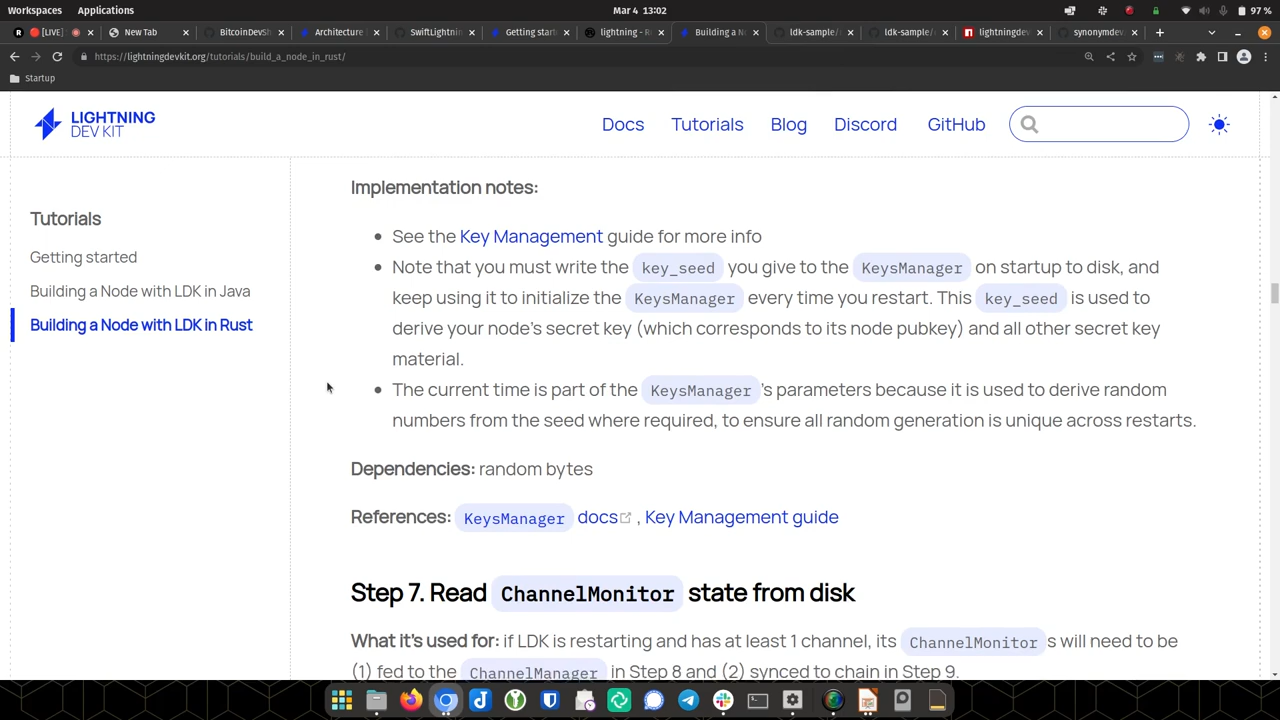 Workspaces Applications Mar 4 13:02 97 %
[LIVE] New Tab BitcoinDevSh Architecture SwiftLightnin Getting starte lightning - Ru Building a No ldk-sample/ ldk-sample/ lightningdev synonymdev
https://lightningdevkit.org/tutorials/build_a_node_in_rust/
Startup
LIGHTNING
DEV KIT
Docs Tutorials Blog Discord GitHub
Tutorials
Getting started
Building a Node with LDK in Java
Building a Node with LDK in Rust
Implementation notes:
• See the Key Management guide for more info
• Note that you must write the key_seed you give to the KeysManager on startup to disk, and
keep using it to initialize the KeysManager every time you restart. This key_seed is used to
derive your node's secret key (which corresponds to its node pubkey) and all other secret key
material.
• The current time is part of the KeysManager's parameters because it is used to derive random
numbers from the seed where required, to ensure all random generation is unique across restarts.
Dependencies: random bytes
References: KeysManager docs , Key Management guide
Step 7. Read ChannelMonitor state from disk
What it's used for: if LDK is restarting and has at least 1 channel, its ChannelMonitor s will need to be
(1) fed to the ChannelManager in Step 8 and (2) synced to chain in Step 9.